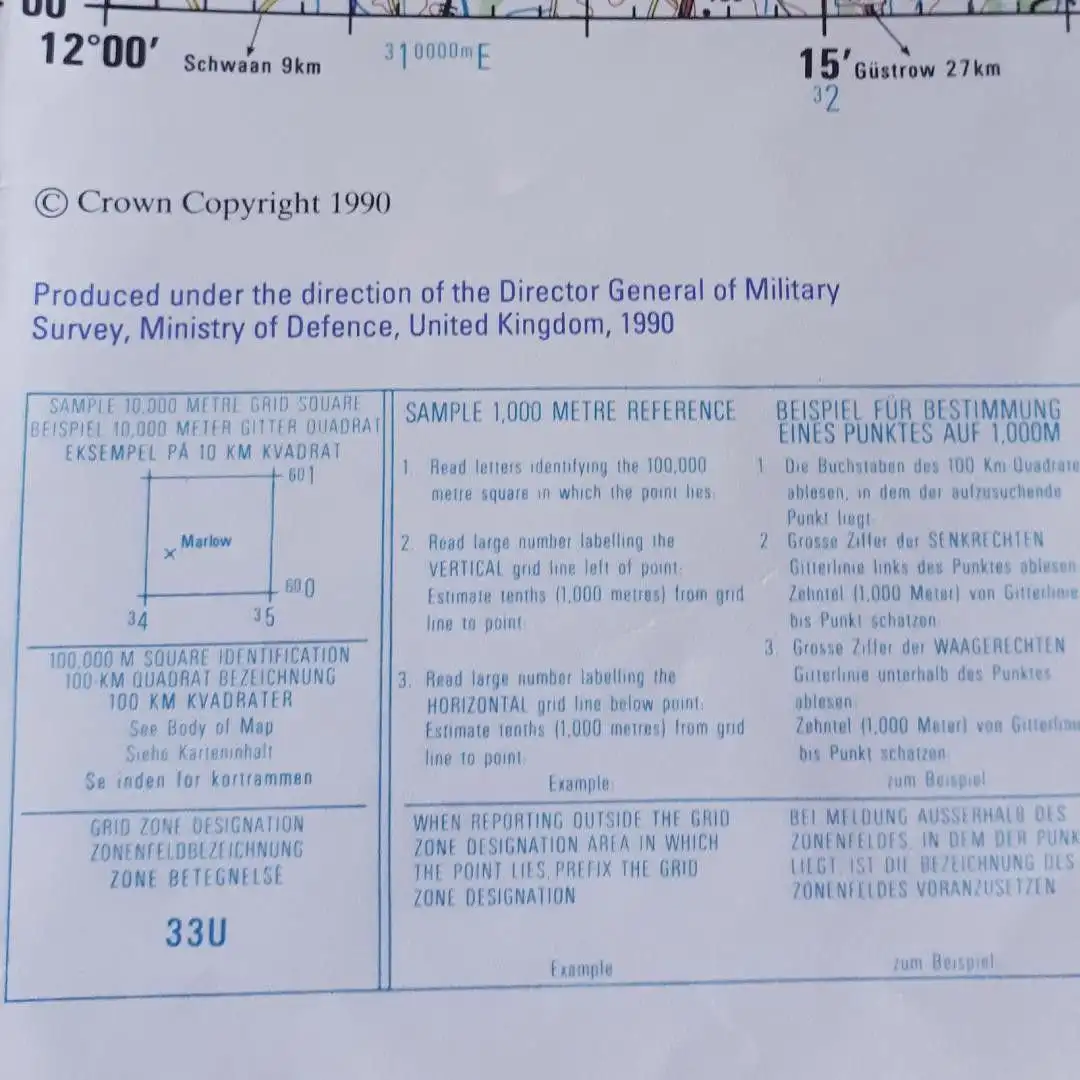 00
12°00′
Schwaan 9km
310000mE
15′
Güstrow 27km
32
© Crown Copyright 1990
Produced under the direction of the Director General of Military
Survey, Ministry of Defence, United Kingdom, 1990
SAMPLE 10,000 METRE GRID SQUARE
BEISPIEL 10,000 METER GITTER QUADRAT
EKSEMPEL PÅ 10 KM KVADRAT
601
Marlow
600
34
35
100,000 M SQUARE IDENTIFICATION
100-KM QUADRAT BEZEICHNUNG
100 KM KVADRATER
See Body of Map
Siehe Karteninhalt
Se inden for kortrammen
GRID ZONE DESIGNATION
ZONENFELDBEZEICHNUNG
ZONE BETEGNELSE
33U
SAMPLE 1,000 METRE REFERENCE
1. Read letters identifying the 100,000
metre square in which the point lies.
2. Read large number labelling the
VERTICAL grid line left of point:
Estimate tenths (1,000 metres) from grid
line to point.
3. Read large number labelling the
HORIZONTAL grid line below point:
Estimate tenths (1,000 metres) from grid
line to point.
Example:
WHEN REPORTING OUTSIDE THE GRID
ZONE DESIGNATION AREA IN WHICH
THE POINT LIES, PREFIX THE GRID
ZONE DESIGNATION
Example
BEISPIEL FÜR BESTIMMUNG
EINES PUNKTES AUF 1,000M
1 Die Buchstaben des 100 Km Quadrate
ablesen, in dem der aufzusuchende
Punkt liegt
2 Grosse Ziffer der SENKRECHTEN
Gitterlinie links des Punktes ablesen
Zehntel (1,000 Meter) von Gitterlinie
bis Punkt schatzen
3. Grosse Ziffer der WAAGERECHTEN
Gitterlinie unterhalb des Punktes
ablesen:
Zehntel (1,000 Meter) von Gitterlinie
bis Punkt schatzen
zum Beispiel
BEI MELDUNG AUSSERHALB DES
ZONENFELDES, IN DEM DER PUNK
LIEGT, IST DIE BEZEICHNUNG DES
ZONENFELDES VORANZUSETZEN
zum Beispiel